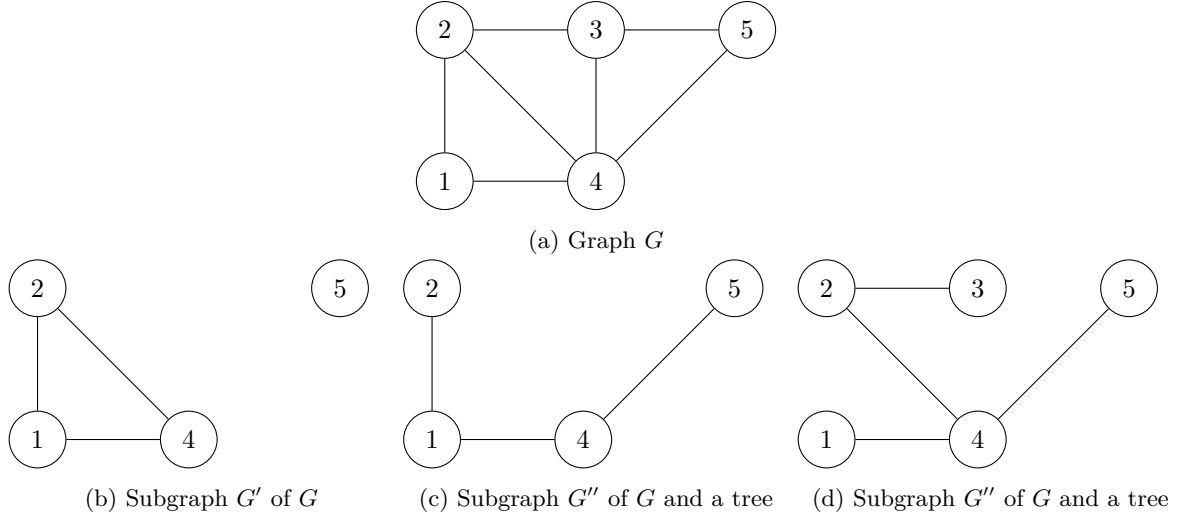 2 3 5
1 4
(a) Graph G
2 5 2 5 2 3 5
1 4 1 4 1 4
(b) Subgraph G′ of G (c) Subgraph G′′ of G and a tree (d) Subgraph G′′ of G and a tree